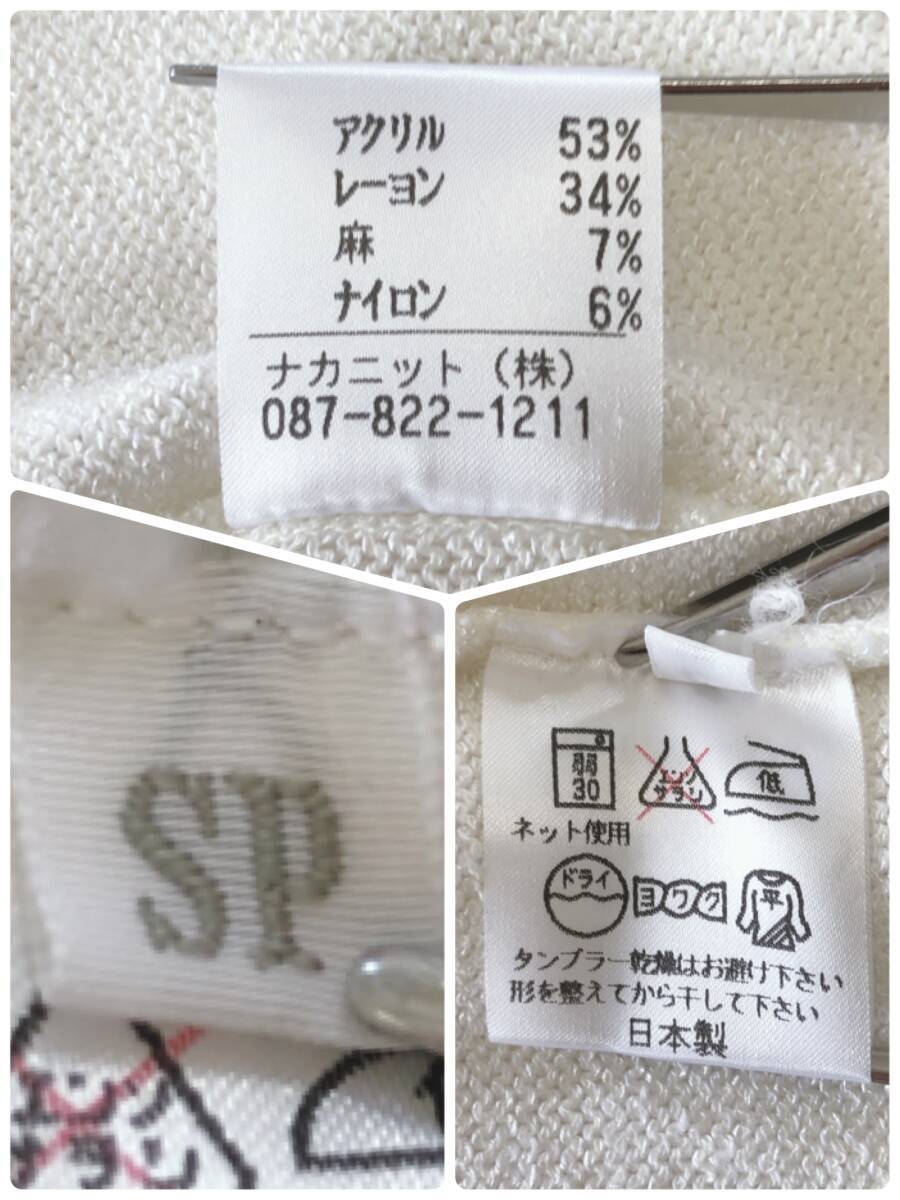 アクリル 53%
レーヨン 34%
麻 7%
ナイロン 6%
ナカニット（株）
087-822-1211
SP
弱
30
エンソ
サラシ
低
ネット使用
ドライ
ヨワク
平
タンブラー乾燥はお避け下さい
形を整えてから干して下さい
日本製